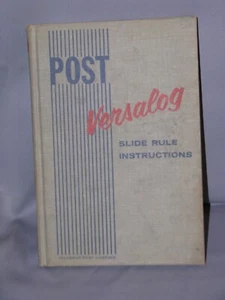 POST
Versalog
SLIDE RULE
INSTRUCTIONS